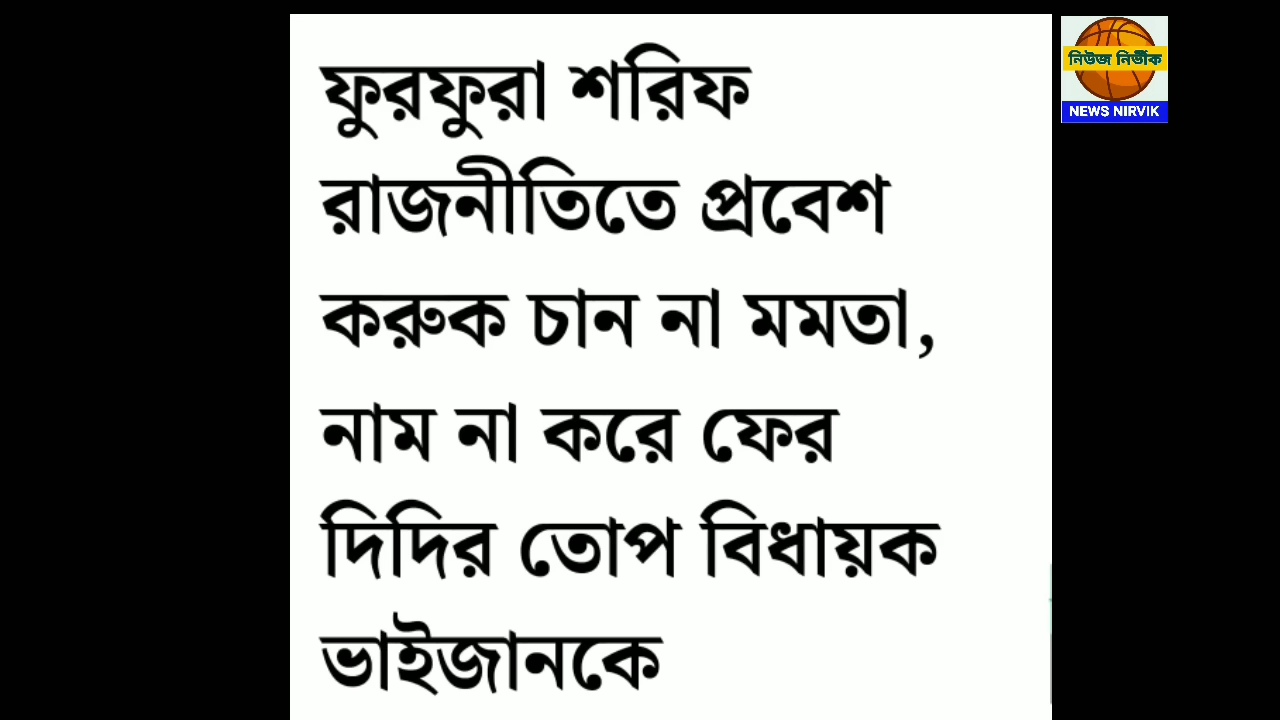 ফুরফুরা শরিফ
রাজনীতিতে প্রবেশ
করুক চান না মমতা,
নাম না করে ফের
দিদির তোপ বিধায়ক
ভাইজানকে
নিউজ নির্ভীক
NEWS NIRVIK